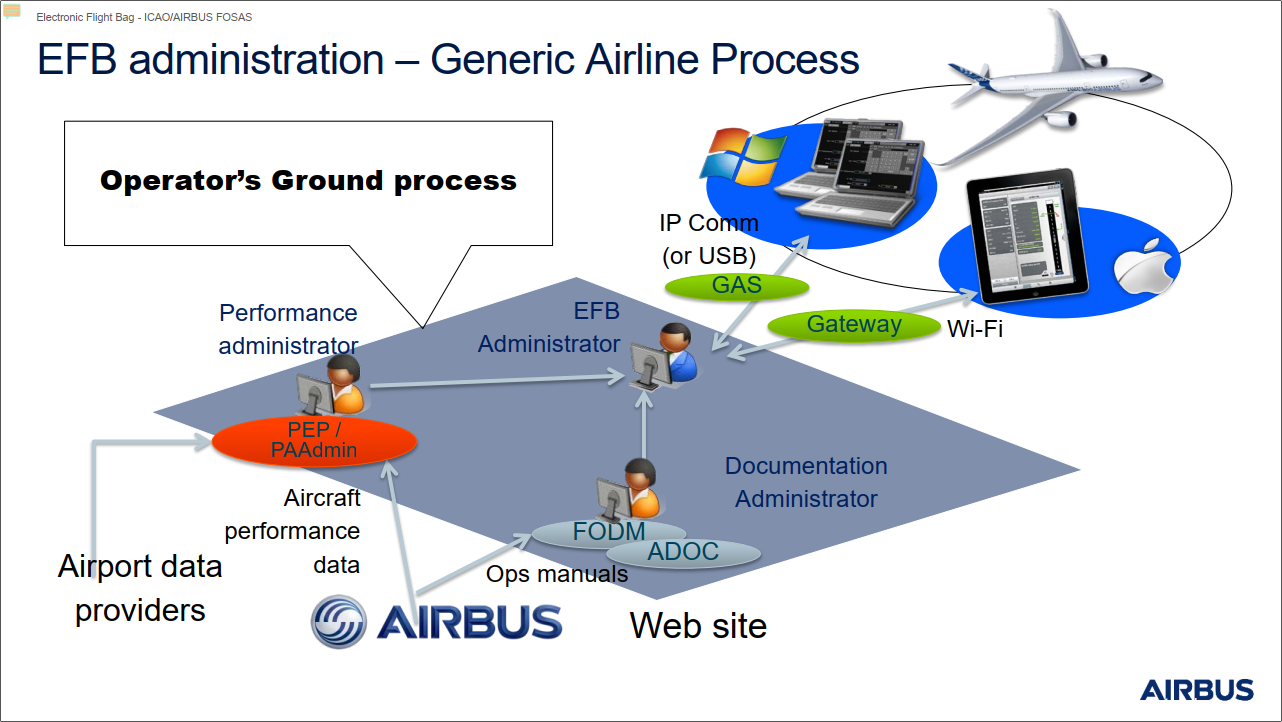 Electronic Flight Bag - ICAO/AIRBUS FOSAS
EFB administration – Generic Airline Process
Operator’s Ground process
IP Comm
(or USB)
GAS
Gateway
Wi-Fi
Performance
administrator
EFB
Administrator
PEP /
PAAdmin
Documentation
Administrator
Aircraft
performance
data
FODM
ADOC
Airport data
providers
Ops manuals
AIRBUS
Web site
AIRBUS